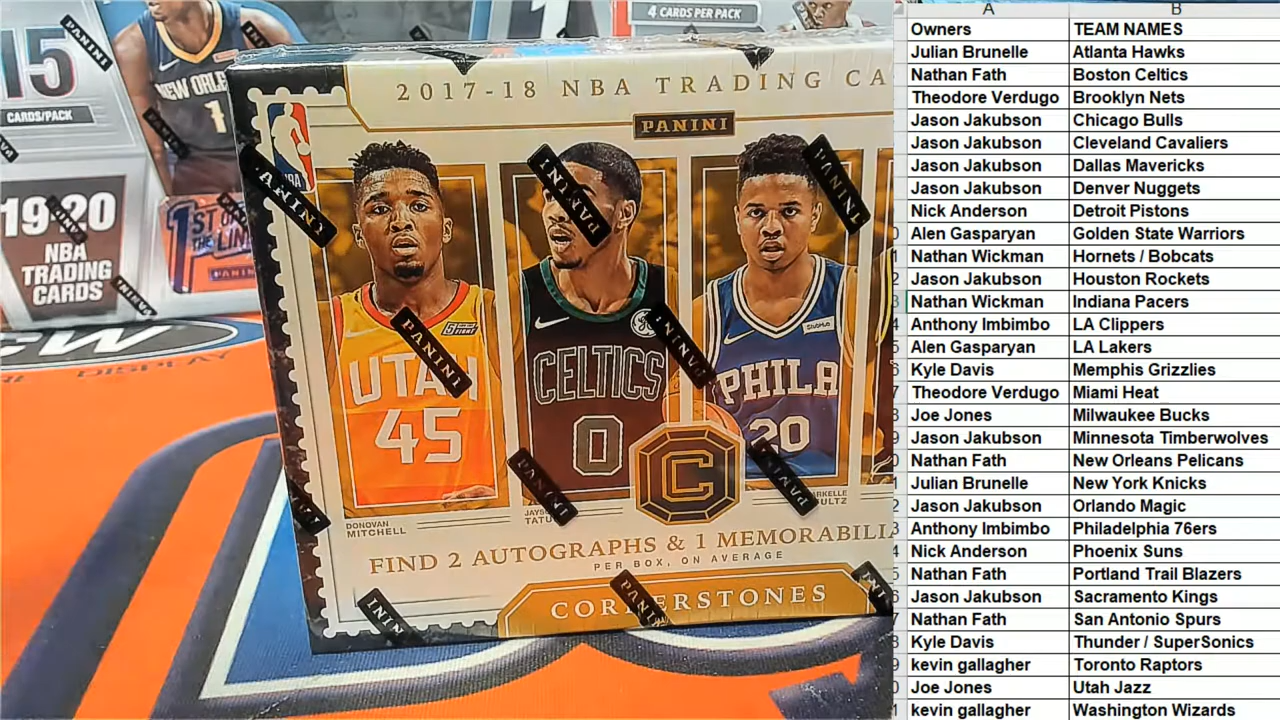 15
CARDS/PACK
NEW ORLE
1
4 CARDS PER PACK
19-20
NBA
TRADING
CARDS
1ST OF
THE LINE
PANINI
2017-18 NBA TRADING CA
PANINI
UTAH
45
CELTICS
0
PHILA
20
C
DONOVAN
MITCHELL
FIND 2 AUTOGRAPHS & 1 MEMORABILIA
PER BOX, ON AVERAGE
CORNERSTONES
A B
Owners TEAM NAMES
Julian Brunelle Atlanta Hawks
Nathan Fath Boston Celtics
Theodore Verdugo Brooklyn Nets
Jason Jakubson Chicago Bulls
Jason Jakubson Cleveland Cavaliers
Jason Jakubson Dallas Mavericks
Jason Jakubson Denver Nuggets
Nick Anderson Detroit Pistons
Alen Gasparyan Golden State Warriors
Nathan Wickman Hornets / Bobcats
Jason Jakubson Houston Rockets
Nathan Wickman Indiana Pacers
Anthony Imbimbo LA Clippers
Alen Gasparyan LA Lakers
Kyle Davis Memphis Grizzlies
Theodore Verdugo Miami Heat
Joe Jones Milwaukee Bucks
Jason Jakubson Minnesota Timberwolves
Nathan Fath New Orleans Pelicans
Julian Brunelle New York Knicks
Jason Jakubson Orlando Magic
Anthony Imbimbo Philadelphia 76ers
Nick Anderson Phoenix Suns
Nathan Fath Portland Trail Blazers
Jason Jakubson Sacramento Kings
Nathan Fath San Antonio Spurs
Kyle Davis Thunder / SuperSonics
kevin gallagher Toronto Raptors
Joe Jones Utah Jazz
kevin gallagher Washington Wizards